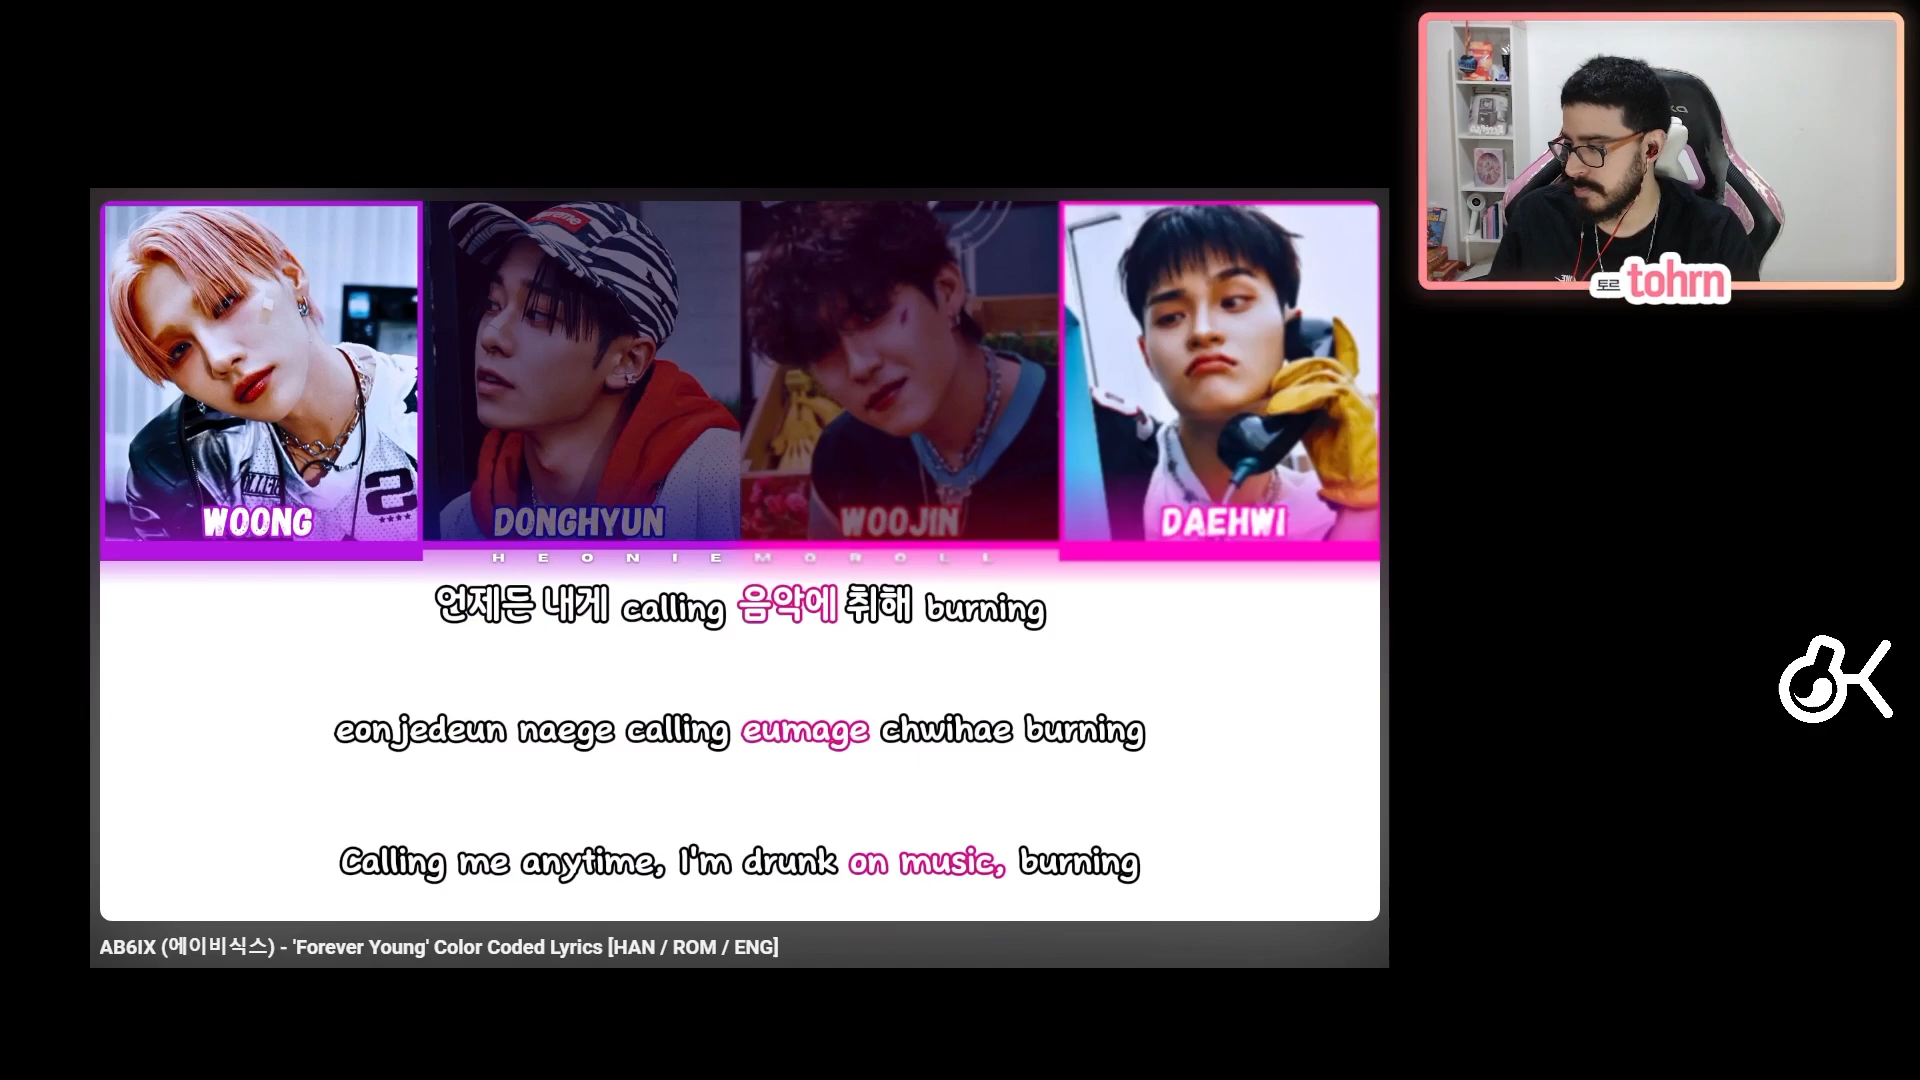 토르 tohrn
Supreme
WOONG
DONGHYUN
WOOJIN
DAEHWI
HEONIEMOROLL
언제든 내게 calling 음악에 취해 burning
eonjedeun naege calling eumage chwihae burning
Calling me anytime, I'm drunk on music, burning
AB6IX (에이비식스) - 'Forever Young' Color Coded Lyrics [HAN / ROM / ENG]